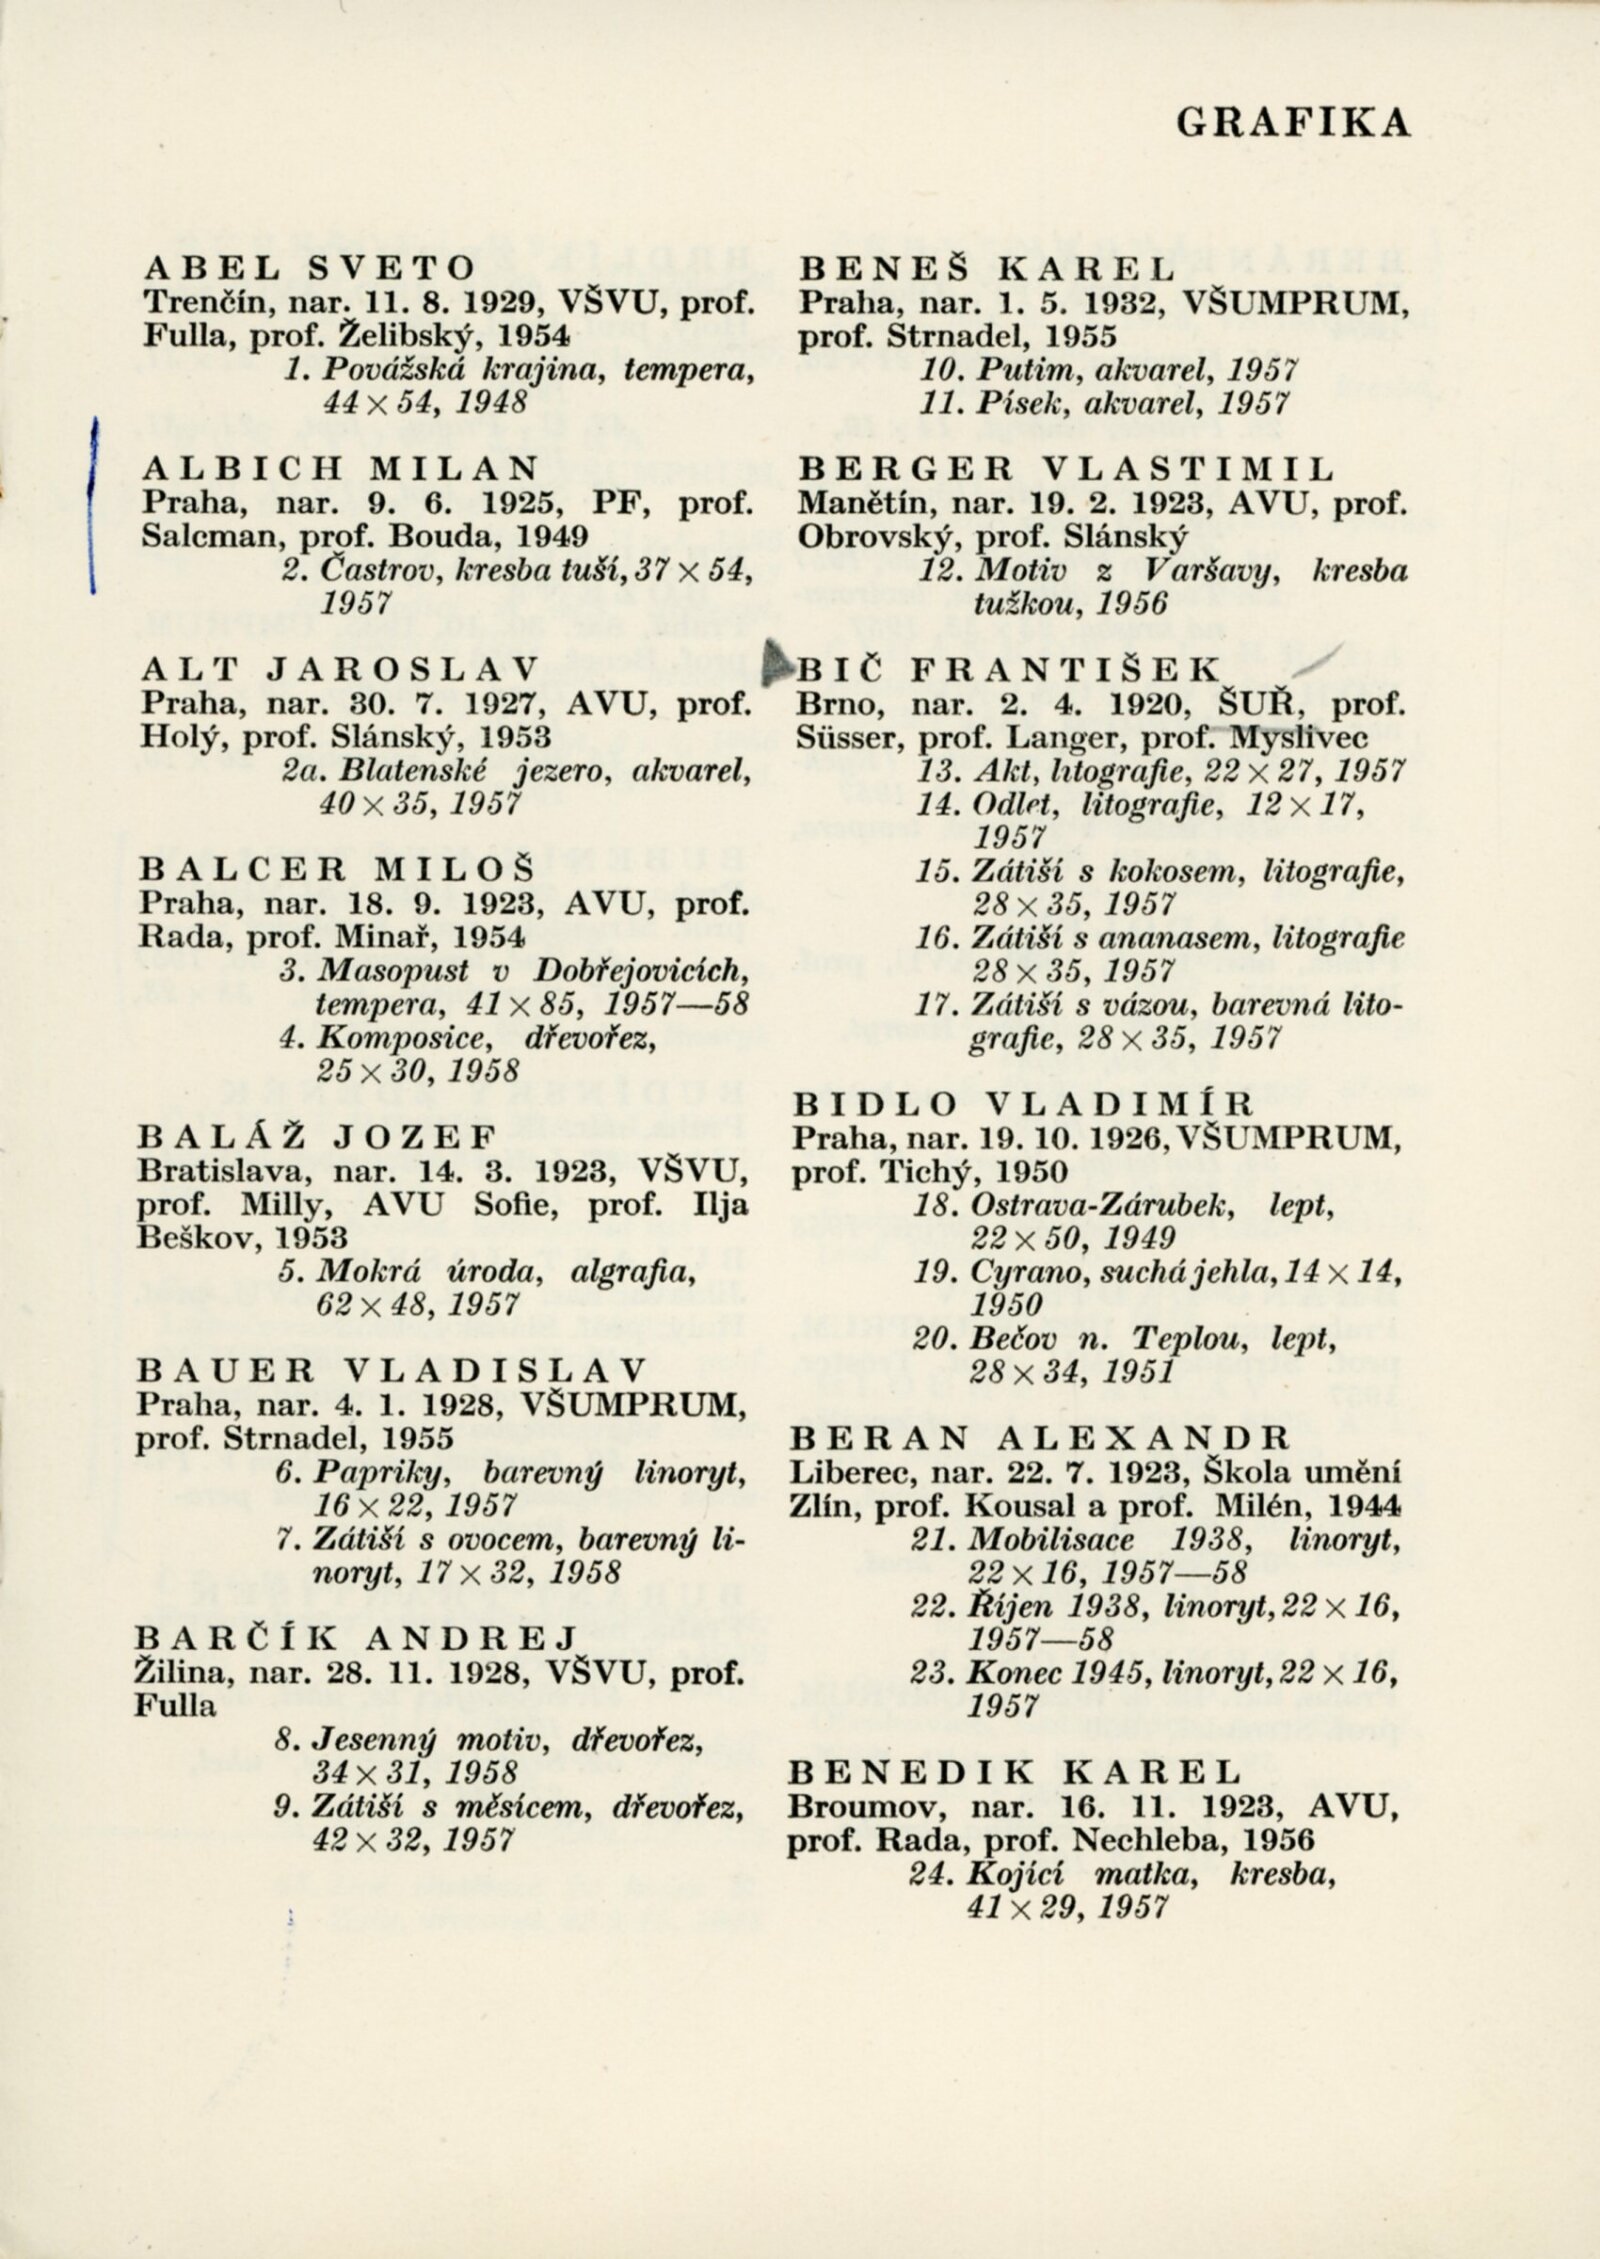 GRAFIKA
ABEL SVETO
Trenčín, nar. 11. 8. 1929, VŠVU, prof.
Fulla, prof. Želibský, 1954
1. Považská krajina, tempera,
44 × 54, 1948
ALBICH MILAN
Praha, nar. 9. 6. 1925, PF, prof.
Salcman, prof. Bouda, 1949
2. Častrov, kresba tuší, 37 × 54,
1957
ALT JAROSLAV
Praha, nar. 30. 7. 1927, AVU, prof.
Holý, prof. Slánský, 1953
2a. Blatenské jezero, akvarel,
40 × 35, 1957
BALCER MILOŠ
Praha, nar. 18. 9. 1923, AVU, prof.
Rada, prof. Minař, 1954
3. Masopust v Dobřejovicích,
tempera, 41 × 85, 1957—58
4. Komposice, dřevořez,
25 × 30, 1958
BALÁŽ JOZEF
Bratislava, nar. 14. 3. 1923, VŠVU,
prof. Milly, AVU Sofie, prof. Ilja
Beškov, 1953
5. Mokrá úroda, algrafia,
62 × 48, 1957
BAUER VLADISLAV
Praha, nar. 4. 1. 1928, VŠUMPRUM,
prof. Strnadel, 1955
6. Papriky, barevný linoryt,
16 × 22, 1957
7. Zátiší s ovocem, barevný li-
noryt, 17 × 32, 1958
BARČÍK ANDREJ
Žilina, nar. 28. 11. 1928, VŠVU, prof.
Fulla
8. Jesenný motiv, dřevořez,
34 × 31, 1958
9. Zátiší s měsícem, dřevořez,
42 × 32, 1957
BENEŠ KAREL
Praha, nar. 1. 5. 1932, VŠUMPRUM,
prof. Strnadel, 1955
10. Putim, akvarel, 1957
11. Písek, akvarel, 1957
BERGER VLASTIMIL
Manětín, nar. 19. 2. 1923, AVU, prof.
Obrovský, prof. Slánský
12. Motiv z Varšavy, kresba
tužkou, 1956
BIČ FRANTIŠEK
Brno, nar. 2. 4. 1920, ŠUŘ, prof.
Süsser, prof. Langer, prof. Myslivec
13. Akt, litografie, 22 × 27, 1957
14. Odlet, litografie, 12 × 17,
1957
15. Zátiší s kokosem, litografie,
28 × 35, 1957
16. Zátiší s ananasem, litografie
28 × 35, 1957
17. Zátiší s vázou, barevná lito-
grafie, 28 × 35, 1957
BIDLO VLADIMÍR
Praha, nar. 19. 10. 1926, VŠUMPRUM,
prof. Tichý, 1950
18. Ostrava-Zárubek, lept,
22 × 50, 1949
19. Cyrano, suchá jehla, 14 × 14,
1950
20. Bečov n. Teplou, lept,
28 × 34, 1951
BERAN ALEXANDR
Liberec, nar. 22. 7. 1923, Škola umění
Zlín, prof. Kousal a prof. Milén, 1944
21. Mobilisace 1938, linoryt,
22 × 16, 1957—58
22. Říjen 1938, linoryt, 22 × 16,
1957—58
23. Konec 1945, linoryt, 22 × 16,
1957
BENEDIK KAREL
Broumov, nar. 16. 11. 1923, AVU,
prof. Rada, prof. Nechleba, 1956
24. Kojící matka, kresba,
41 × 29, 1957